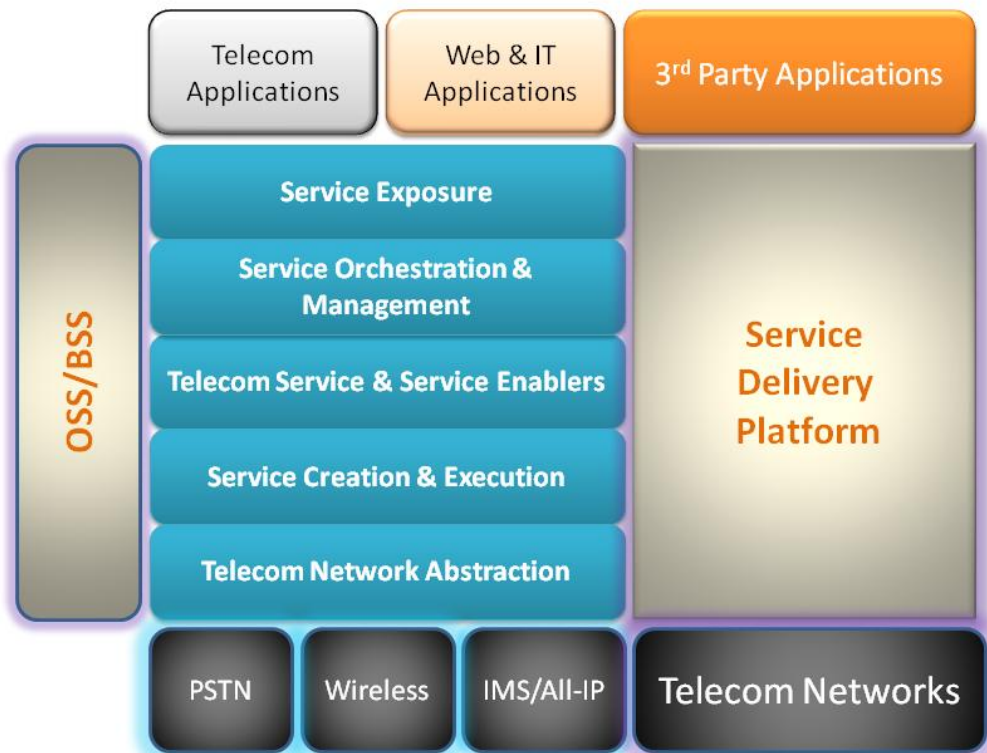 Telecom
Applications
Web & IT
Applications
3rd Party Applications
OSS/BSS
Service Exposure
Service Orchestration &
Management
Telecom Service & Service Enablers
Service Creation & Execution
Telecom Network Abstraction
Service
Delivery
Platform
PSTN
Wireless
IMS/All-IP
Telecom Networks